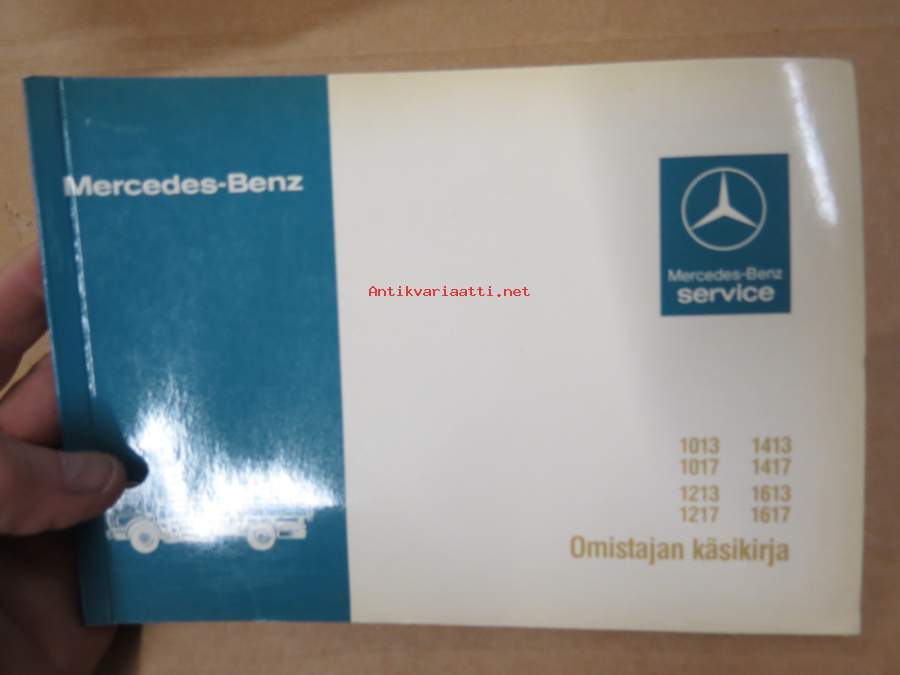 Mercedes-Benz
Mercedes-Benz
service
Antikvariaatti.net
1013 1413
1017 1417
1213 1613
1217 1617
Omistajan käsikirja